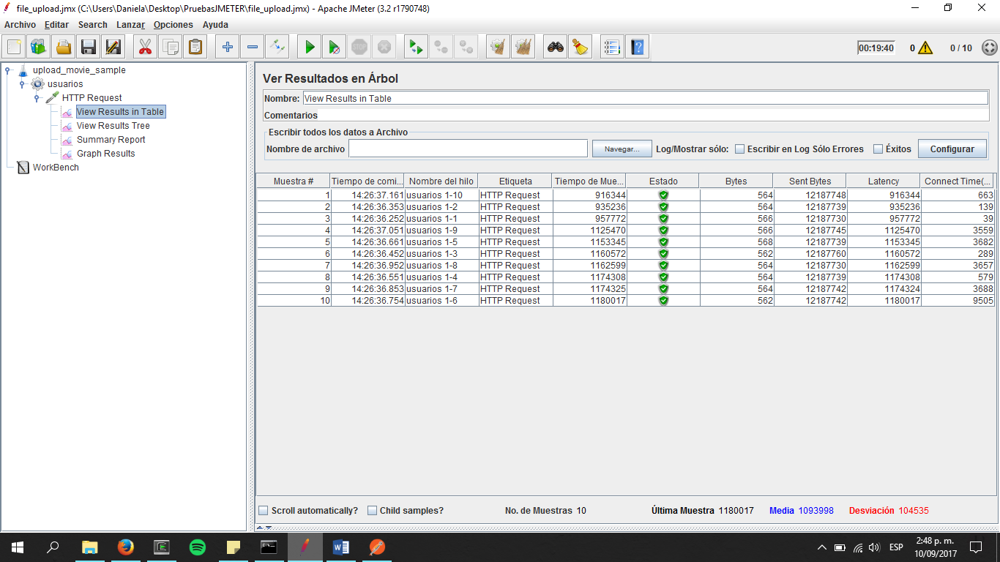 file_upload.jmx (C:\Users\Daniela\Desktop\PruebasJMETER\file_upload.jmx) - Apache JMeter (3.2 r1790748)
Archivo Editar Search Lanzar Opciones Ayuda
STOP
00:19:40 0 0 / 10
upload_movie_sample
usuarios
HTTP Request
View Results in Table
View Results Tree
Summary Report
Graph Results
WorkBench
Ver Resultados en Árbol
Nombre: View Results in Table
Comentarios
Escribir todos los datos a Archivo
Nombre de archivo Navegar... Log/Mostrar sólo: Escribir en Log Sólo Errores Éxitos Configurar
Muestra # Tiempo de comi... Nombre del hilo Etiqueta Tiempo de Mue... Estado Bytes Sent Bytes Latency Connect Time(...
1 14:26:37.161 usuarios 1-10 HTTP Request 916344 564 12187748 916344 663
2 14:26:36.353 usuarios 1-2 HTTP Request 935236 564 12187739 935236 139
3 14:26:36.252 usuarios 1-1 HTTP Request 957772 566 12187730 957772 39
4 14:26:37.051 usuarios 1-9 HTTP Request 1125470 566 12187745 1125470 3559
5 14:26:36.661 usuarios 1-5 HTTP Request 1153345 568 12187739 1153345 3682
6 14:26:36.452 usuarios 1-3 HTTP Request 1160572 562 12187760 1160572 289
7 14:26:36.952 usuarios 1-8 HTTP Request 1162599 564 12187730 1162599 3657
8 14:26:36.551 usuarios 1-4 HTTP Request 1174308 564 12187739 1174308 579
9 14:26:36.853 usuarios 1-7 HTTP Request 1174325 564 12187742 1174324 3688
10 14:26:36.754 usuarios 1-6 HTTP Request 1180017 562 12187742 1180017 9505
Scroll automatically? Child samples? No. de Muestras 10 Última Muestra 1180017 Media 1093998 Desviación 104535
ESP 2:48 p. m.
10/09/2017